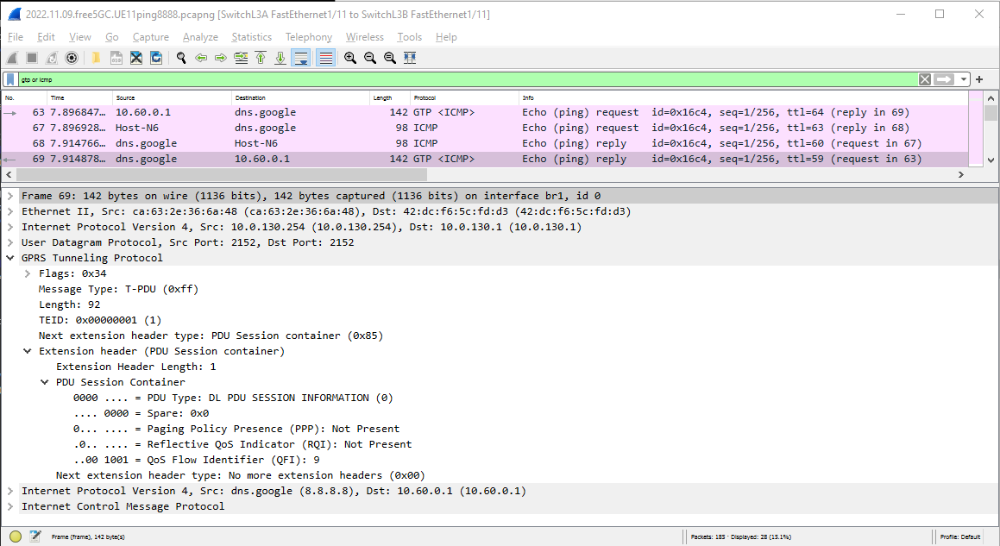 2022.11.09.free5GC.UE11ping8888.pcapng [SwitchL3A FastEthernet1/11 to SwitchL3B FastEthernet1/11]
File Edit View Go Capture Analyze Statistics Telephony Wireless Tools Help
gtp or icmp
No. Time Source Destination Length Protocol Info
63 7.896847… 10.60.0.1 dns.google 142 GTP <ICMP> Echo (ping) request id=0x16c4, seq=1/256, ttl=64 (reply in 69)
67 7.896928… Host-N6 dns.google 98 ICMP Echo (ping) request id=0x16c4, seq=1/256, ttl=63 (reply in 68)
68 7.914766… dns.google Host-N6 98 ICMP Echo (ping) reply id=0x16c4, seq=1/256, ttl=60 (request in 67)
69 7.914878… dns.google 10.60.0.1 142 GTP <ICMP> Echo (ping) reply id=0x16c4, seq=1/256, ttl=59 (request in 63)
Frame 69: 142 bytes on wire (1136 bits), 142 bytes captured (1136 bits) on interface br1, id 0
Ethernet II, Src: ca:63:2e:36:6a:48 (ca:63:2e:36:6a:48), Dst: 42:dc:f6:5c:fd:d3 (42:dc:f6:5c:fd:d3)
Internet Protocol Version 4, Src: 10.0.130.254 (10.0.130.254), Dst: 10.0.130.1 (10.0.130.1)
User Datagram Protocol, Src Port: 2152, Dst Port: 2152
GPRS Tunneling Protocol
Flags: 0x34
Message Type: T-PDU (0xff)
Length: 92
TEID: 0x00000001 (1)
Next extension header type: PDU Session container (0x85)
Extension header (PDU Session container)
Extension Header Length: 1
PDU Session Container
0000 .... = PDU Type: DL PDU SESSION INFORMATION (0)
.... 0000 = Spare: 0x0
0... .... = Paging Policy Presence (PPP): Not Present
.0.. .... = Reflective QoS Indicator (RQI): Not Present
..00 1001 = QoS Flow Identifier (QFI): 9
Next extension header type: No more extension headers (0x00)
Internet Protocol Version 4, Src: dns.google (8.8.8.8), Dst: 10.60.0.1 (10.60.0.1)
Internet Control Message Protocol
Frame (frame), 142 byte(s) Packets: 185 · Displayed: 28 (15.1%) Profile: Default